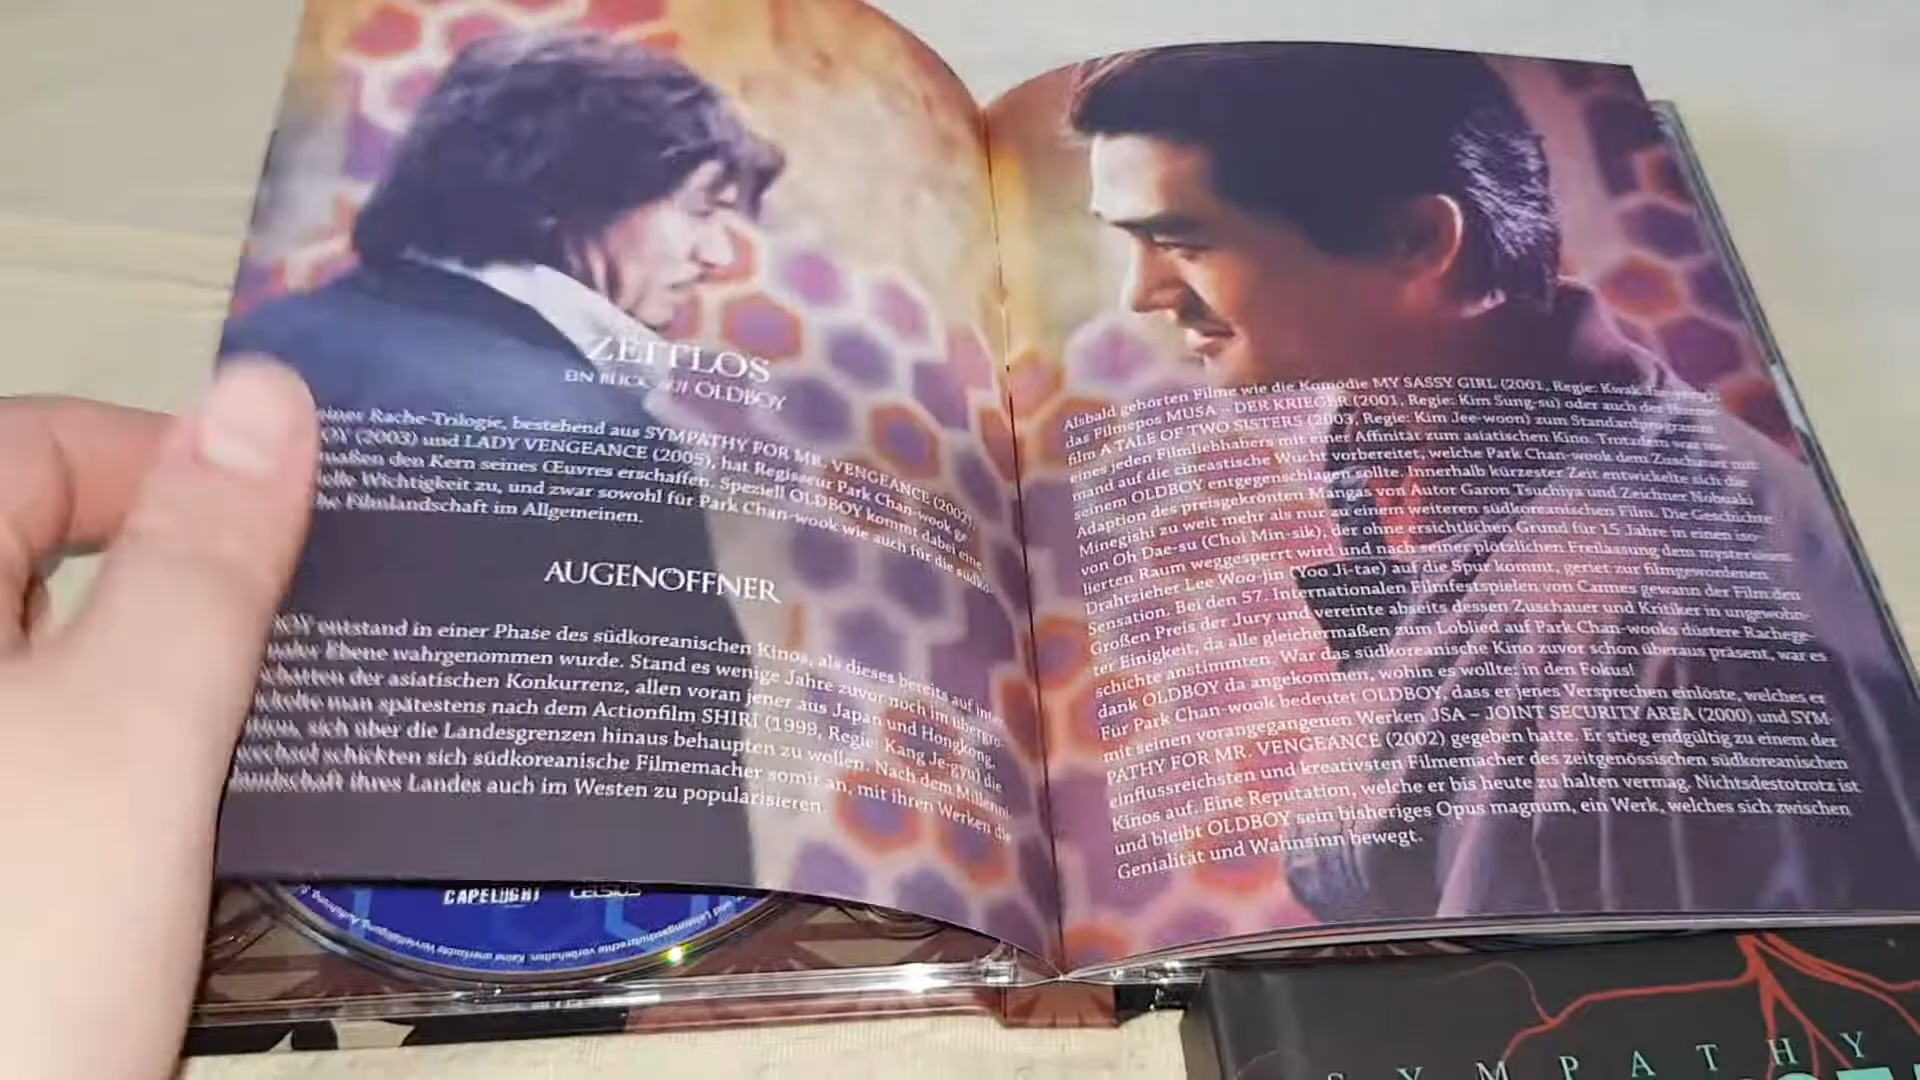 ZEITLOS
EIN BLICK AUF OLDBOY
einer Rache-Trilogie, bestehend aus SYMPATHY FOR MR. VENGEANCE (2002),
(2003) und LADY VENGEANCE (2005), hat Regisseur Park Chan-wook ge
maßen den Kern seines Œuvres erschaffen. Speziell OLDBOY kommt dabei eine
elle Wichtigkeit zu, und zwar sowohl für Park Chan-wook wie auch für die südko-
he Filmlandschaft im Allgemeinen.
AUGENÖFFNER
entstand in einer Phase des südkoreanischen Kinos, als dieses bereits auf inter
naler Ebene wahrgenommen wurde. Stand es wenige Jahre zuvor noch im übergro-
chatten der asiatischen Konkurrenz, allen voran jener aus Japan und Hongkong,
ckelte man spätestens nach dem Actionfilm SHIRI (1999, Regie: Kang Je-gyu) die
tion, sich über die Landesgrenzen hinaus behaupten zu wollen. Nach dem Millenni
wechsel schickten sich südkoreanische Filmemacher somit an, mit ihren Werken die
landschaft ihres Landes auch im Westen zu popularisieren.
Alsbald gehörten Filme wie die Komödie MY SASSY GIRL (2001, Regie: Kwak
das Filmepos MUSA – DER KRIEGER (2001, Regie: Kim Sung-su) oder auch der
film A TALE OF TWO SISTERS (2003, Regie: Kim Jee-woon) zum Standardprogramm
eines jeden Filmliebhabers mit einer Affinität zum asiatischen Kino. Trotzdem war
mand auf die cineastische Wucht vorbereitet, welche Park Chan-wook dem Zuschauer mit
seinem OLDBOY entgegenschlagen sollte. Innerhalb kürzester Zeit entwickelte sich die
Adaption des preisgekrönten Mangas von Autor Garon Tsuchiya und Zeichner Nobuaki
Minegishi zu weit mehr als nur zu einem weiteren südkoreanischen Film. Die Geschichte
von Oh Dae-su (Choi Min-sik), der ohne ersichtlichen Grund für 15 Jahre in einen iso-
lierten Raum weggesperrt wird und nach seiner plötzlichen Freilassung dem mysteriösen
Drahtzieher Lee Woo-jin (Yoo Ji-tae) auf die Spur kommt, geriet zur filmgewordenen
Sensation. Bei den 57. Internationalen Filmfestspielen von Cannes gewann der Film den
Großen Preis der Jury und vereinte abseits dessen Zuschauer und Kritiker in ungewohn-
ter Einigkeit, da alle gleichermaßen zum Loblied auf Park Chan-wooks düstere Rachege-
schichte anstimmten. War das südkoreanische Kino zuvor schon überaus präsent, war es
dank OLDBOY da angekommen, wohin es wollte: in den Fokus!
Für Park Chan-wook bedeutet OLDBOY, dass er jenes Versprechen einlöste, welches er
mit seinen vorangegangenen Werken JSA – JOINT SECURITY AREA (2000) und SYM-
PATHY FOR MR. VENGEANCE (2002) gegeben hatte. Er stieg endgültig zu einem der
einflussreichsten und kreativsten Filmemacher des zeitgenössischen südkoreanischen
Kinos auf. Eine Reputation, welche er bis heute zu halten vermag. Nichtsdestotrotz ist
und bleibt OLDBOY sein bisheriges Opus magnum, ein Werk, welches sich zwischen
Genialität und Wahnsinn bewegt.
CAPELIGHT CELSIUS
SYMPATHY